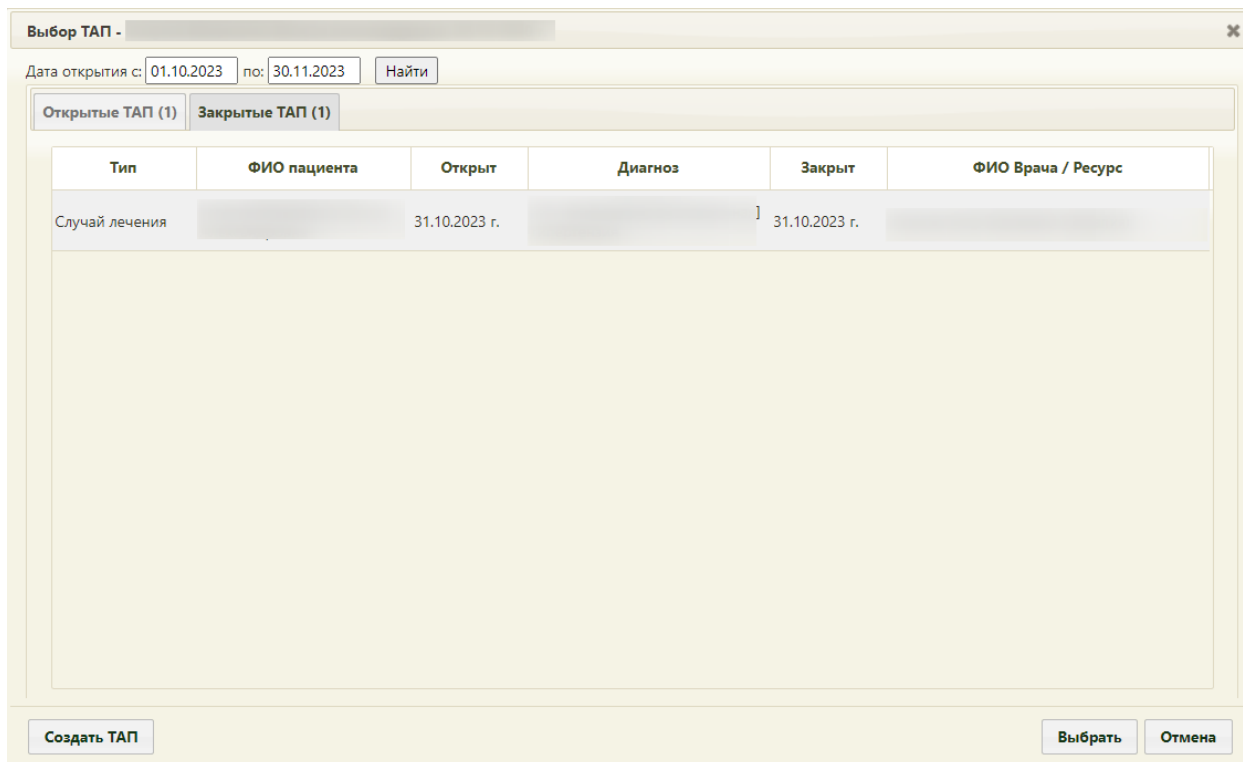 Выбор ТАП -
Дата открытия с: 01.10.2023 по: 30.11.2023 Найти
Открытые ТАП (1) Закрытые ТАП (1)
Тип ФИО пациента Открыт Диагноз Закрыт ФИО Врача / Ресурс
Случай лечения 31.10.2023 г. ] 31.10.2023 г.
Создать ТАП Выбрать Отмена